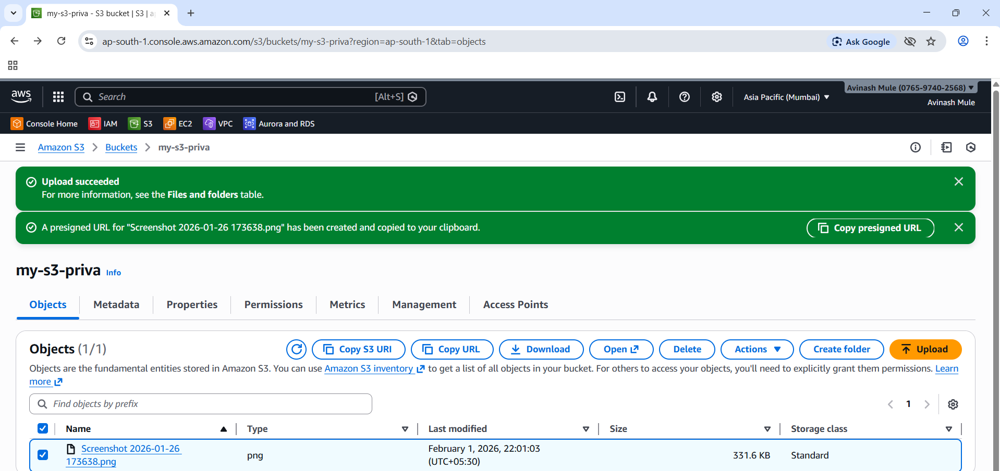 my-s3-priva - S3 bucket | S3 | a
ap-south-1.console.aws.amazon.com/s3/buckets/my-s3-priva?region=ap-south-1&tab=objects
Ask Google
aws
Search
[Alt+S]
Asia Pacific (Mumbai)
Avinash Mule (0765-9740-2568)
Avinash Mule
Console Home
IAM
S3
EC2
VPC
Aurora and RDS
Amazon S3
Buckets
my-s3-priva
Upload succeeded
For more information, see the Files and folders table.
A presigned URL for "Screenshot 2026-01-26 173638.png" has been created and copied to your clipboard.
Copy presigned URL
my-s3-priva Info
Objects
Metadata
Properties
Permissions
Metrics
Management
Access Points
Objects (1/1)
Copy S3 URI
Copy URL
Download
Open
Delete
Actions
Create folder
Upload
Objects are the fundamental entities stored in Amazon S3. You can use Amazon S3 inventory to get a list of all objects in your bucket. For others to access your objects, you'll need to explicitly grant them permissions. Learn
more
Find objects by prefix
1
Name
Type
Last modified
Size
Storage class
Screenshot 2026-01-26
173638.png
png
February 1, 2026, 22:01:03
(UTC+05:30)
331.6 KB
Standard